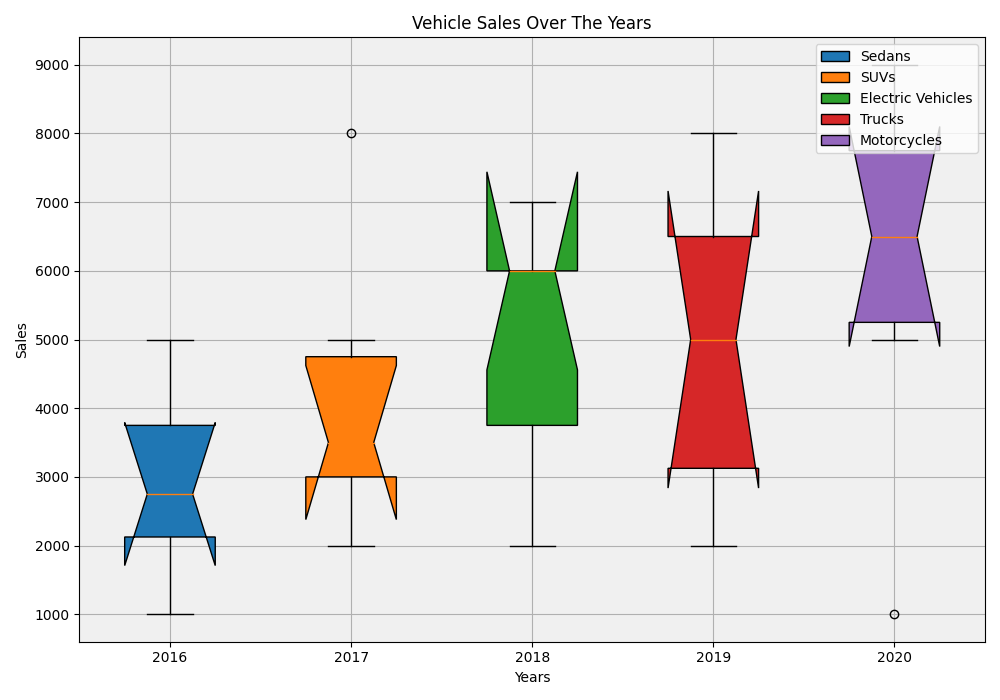 Vehicle Sales Over The Years
Sedans
SUVs
Electric Vehicles
Trucks
Motorcycles
9000
8000
7000
6000
5000
4000
3000
2000
1000
Sales
2016 2017 2018 2019 2020
Years